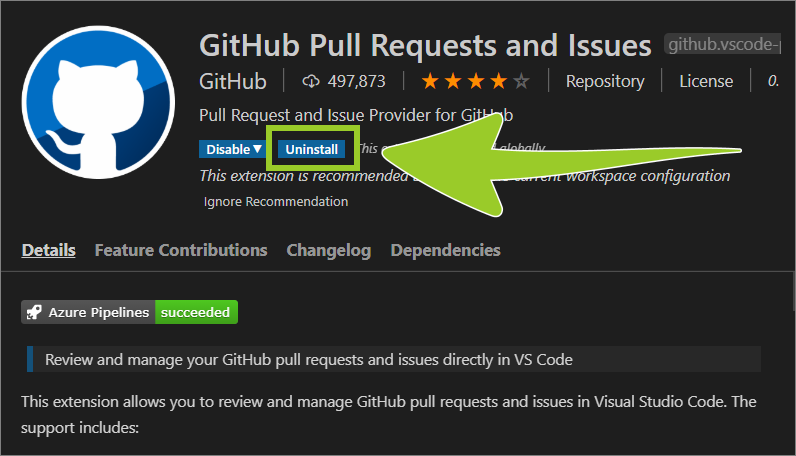 GitHub Pull Requests and Issues github.vscode-p
GitHub 497,873 Repository License 0.
Pull Request and Issue Provider for GitHub
Disable Uninstall This globally
This extension is recommended current workspace configuration
Ignore Recommendation
Details Feature Contributions Changelog Dependencies
Azure Pipelines succeeded
Review and manage your GitHub pull requests and issues directly in VS Code
This extension allows you to review and manage GitHub pull requests and issues in Visual Studio Code. The
support includes: